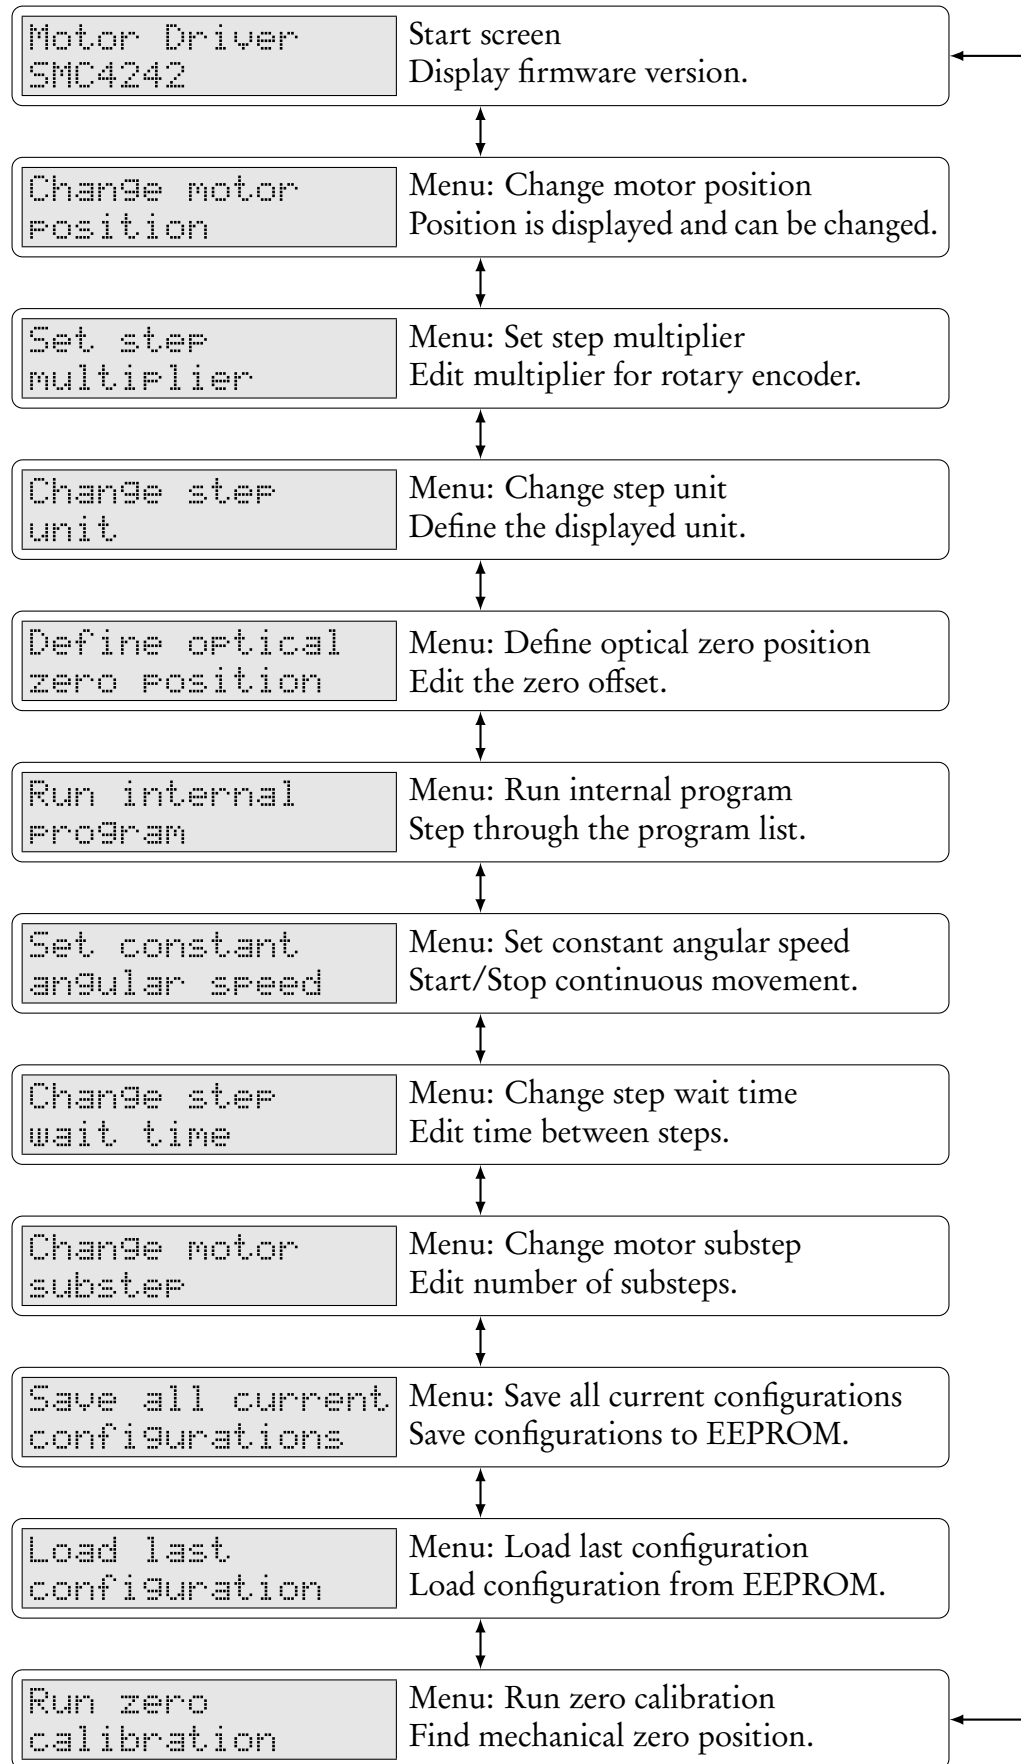 Motor Driver
SMC4242
Start screen
Display firmware version.
Change motor
position
Menu: Change motor position
Position is displayed and can be changed.
Set step
multiplier
Menu: Set step multiplier
Edit multiplier for rotary encoder.
Change step
unit
Menu: Change step unit
Define the displayed unit.
Define optical
zero position
Menu: Define optical zero position
Edit the zero offset.
Run internal
program
Menu: Run internal program
Step through the program list.
Set constant
angular speed
Menu: Set constant angular speed
Start/Stop continuous movement.
Change step
wait time
Menu: Change step wait time
Edit time between steps.
Change motor
substep
Menu: Change motor substep
Edit number of substeps.
Save all current
configurations
Menu: Save all current configurations
Save configurations to EEPROM.
Load last
configuration
Menu: Load last configuration
Load configuration from EEPROM.
Run zero
calibration
Menu: Run zero calibration
Find mechanical zero position.